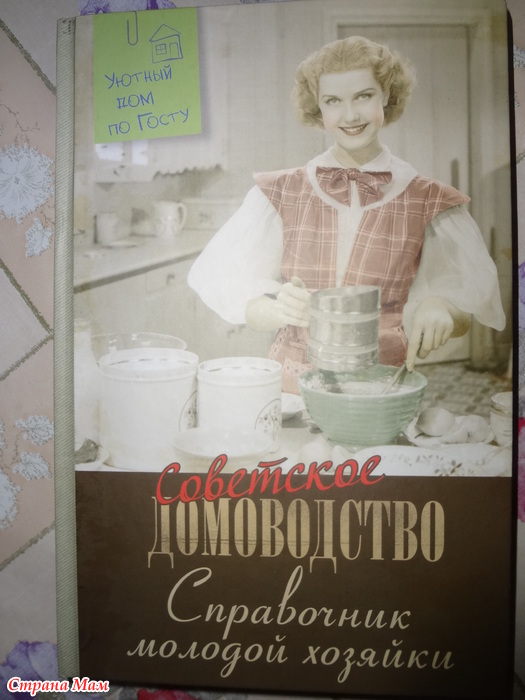 Уютный
дом
по Госту
Советское
ДОМОВОДСТВО
Справочник
молодой хозяйки
Страна Мам